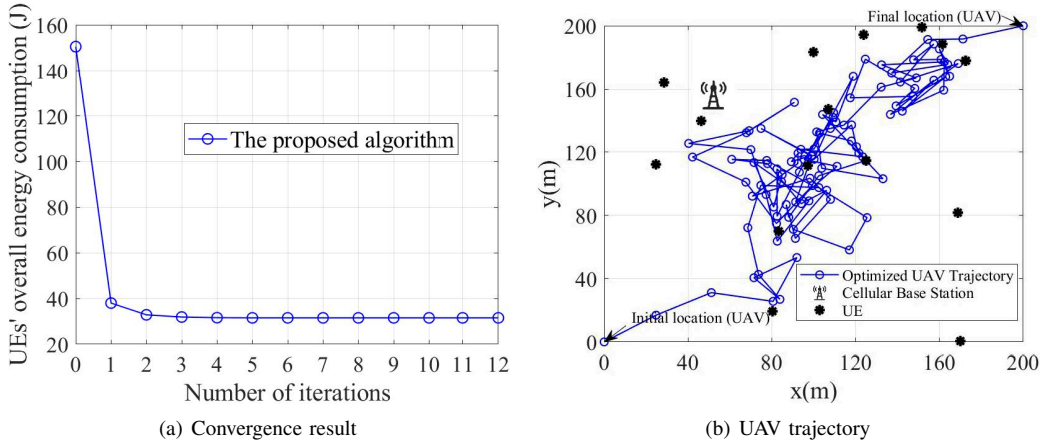 160
140
120
100
80
60
40
20
UEs' overall energy consumption (J)
The proposed algorithm
0 1 2 3 4 5 6 7 8 9 10 11 12
Number of iterations
(a) Convergence result
Final location (UAV)
200
160
120
80
40
0
y(m)
Optimized UAV Trajectory
Cellular Base Station
UE
Initial location (UAV)
0 40 80 120 160 200
x(m)
(b) UAV trajectory